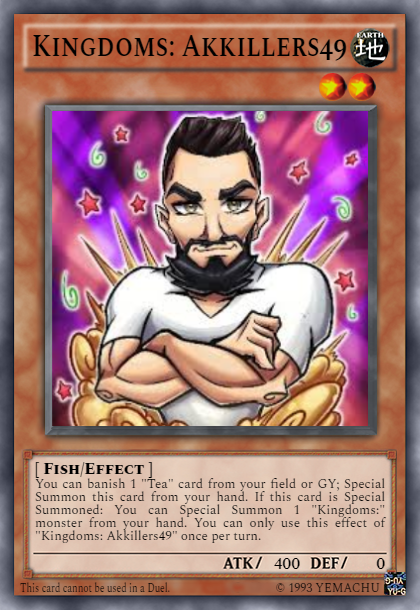 KINGDOMS: AKKILLERS49
EARTH
地
[ FISH/EFFECT ]
You can banish 1 "Tea" card from your field or GY; Special
Summon this card from your hand. If this card is Special
Summoned: You can Special Summon 1 "Kingdoms:"
monster from your hand. You can only use this effect of
"Kingdoms: Akkillers49" once per turn.
ATK/ 400 DEF/ 0
This card cannot be used in a Duel.
© 1993 YEMACHU